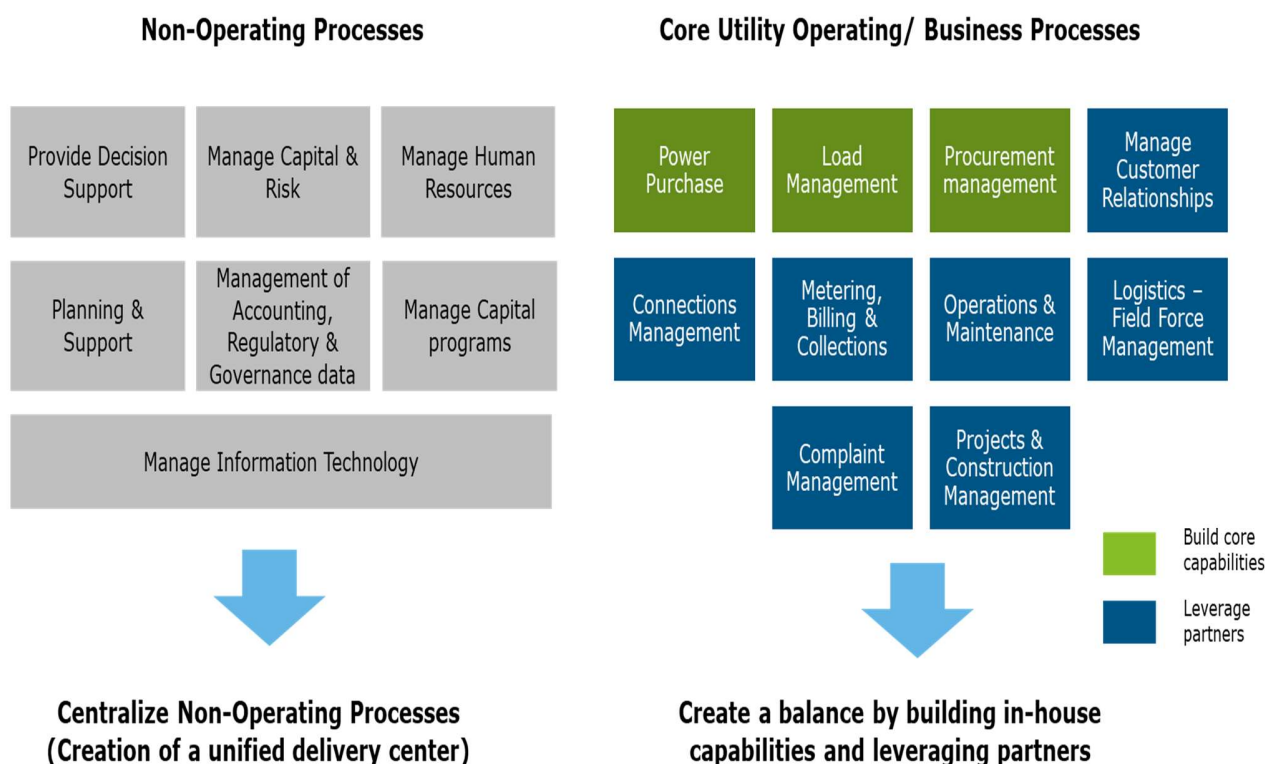 Non-Operating Processes
Core Utility Operating/ Business Processes
Provide Decision
Support
Manage Capital &
Risk
Manage Human
Resources
Planning &
Support
Management of
Accounting,
Regulatory &
Governance data
Manage Capital
programs
Manage Information Technology
Centralize Non-Operating Processes
(Creation of a unified delivery center)
Power
Purchase
Load
Management
Procurement
management
Manage
Customer
Relationships
Connections
Management
Metering,
Billing &
Collections
Operations &
Maintenance
Logistics –
Field Force
Management
Complaint
Management
Projects &
Construction
Management
Build core
capabilities
Leverage
partners
Create a balance by building in-house
capabilities and leveraging partners